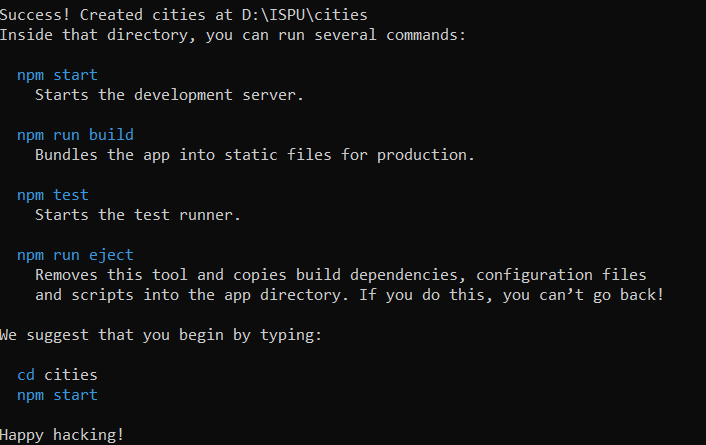 Success! Created cities at D:\ISPU\cities
Inside that directory, you can run several commands:
npm start
Starts the development server.
npm run build
Bundles the app into static files for production.
npm test
Starts the test runner.
npm run eject
Removes this tool and copies build dependencies, configuration files
and scripts into the app directory. If you do this, you can’t go back!
We suggest that you begin by typing:
cd cities
npm start
Happy hacking!